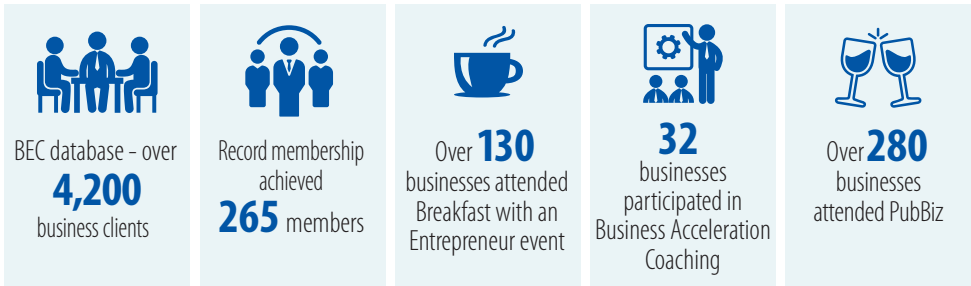 BEC database - over
4,200
business clients
Record membership
achieved
265 members
Over 130
businesses attended
Breakfast with an
Entrepreneur event
32
businesses
participated in
Business Acceleration
Coaching
Over 280
businesses
attended PubBiz